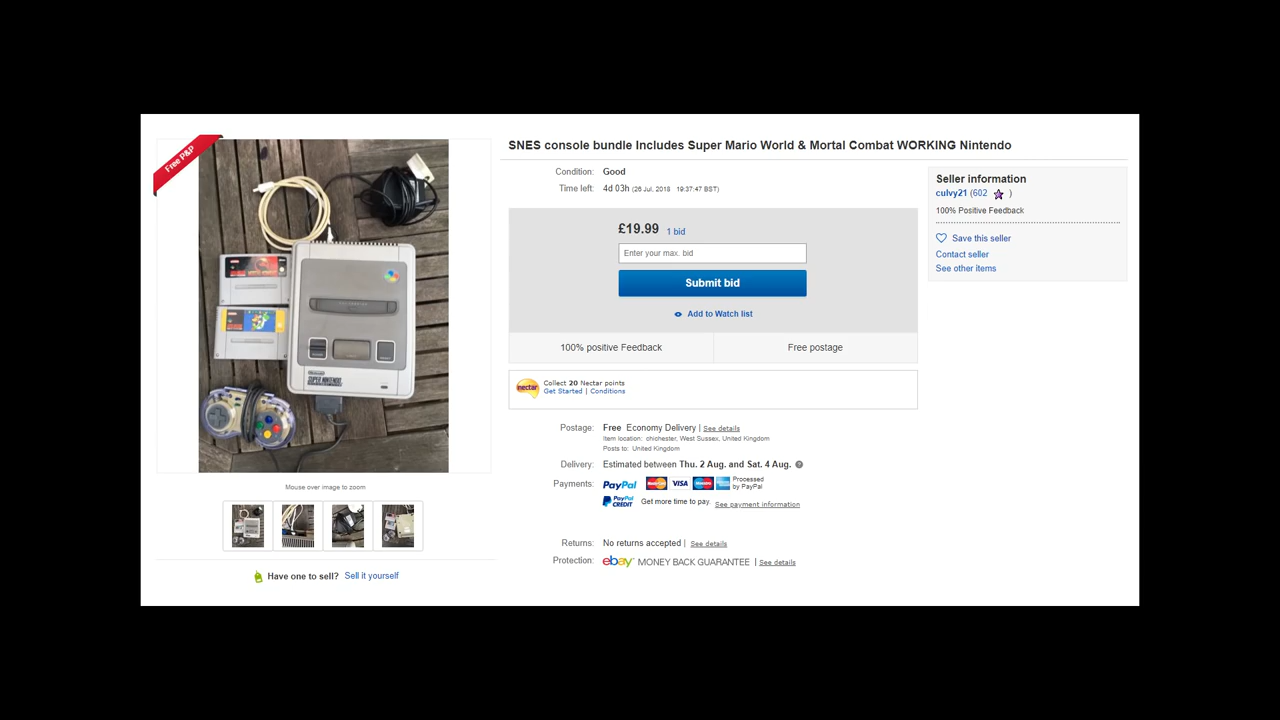 Free P&P
SNES console bundle Includes Super Mario World & Mortal Combat WORKING Nintendo
Condition: Good
Time left: 4d 03h (26 Jul, 2018 19:37:47 BST)
£19.99 1 bid
Enter your max. bid
Submit bid
Add to Watch list
100% positive Feedback Free postage
nectar
Collect 20 Nectar points
Get Started | Conditions
Postage: Free Economy Delivery | See details
Item location: chichester, West Sussex, United Kingdom
Posts to: United Kingdom
Delivery: Estimated between Thu. 2 Aug. and Sat. 4 Aug. ?
Payments: PayPal MasterCard VISA Maestro Processed
by PayPal
PayPal
CREDIT Get more time to pay. See payment information
Returns: No returns accepted | See details
Protection: ebay MONEY BACK GUARANTEE | See details
Seller information
culvy21 (602 )
100% Positive Feedback
Save this seller
Contact seller
See other items
SUPER NINTENDO
Mouse over image to zoom
Have one to sell? Sell it yourself